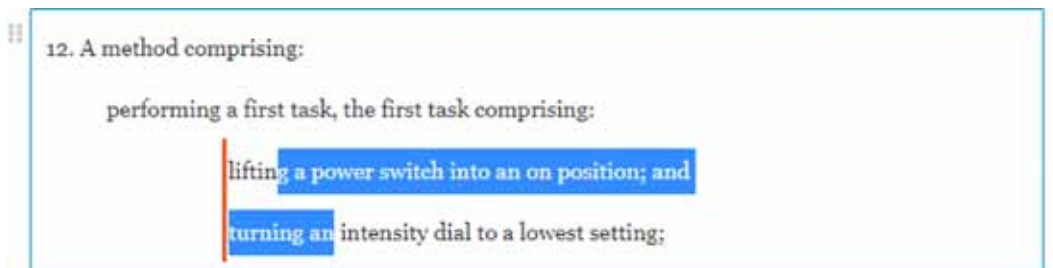 12. A method comprising:
performing a first task, the first task comprising:
lifting a power switch into an on position; and
turning an intensity dial to a lowest setting;